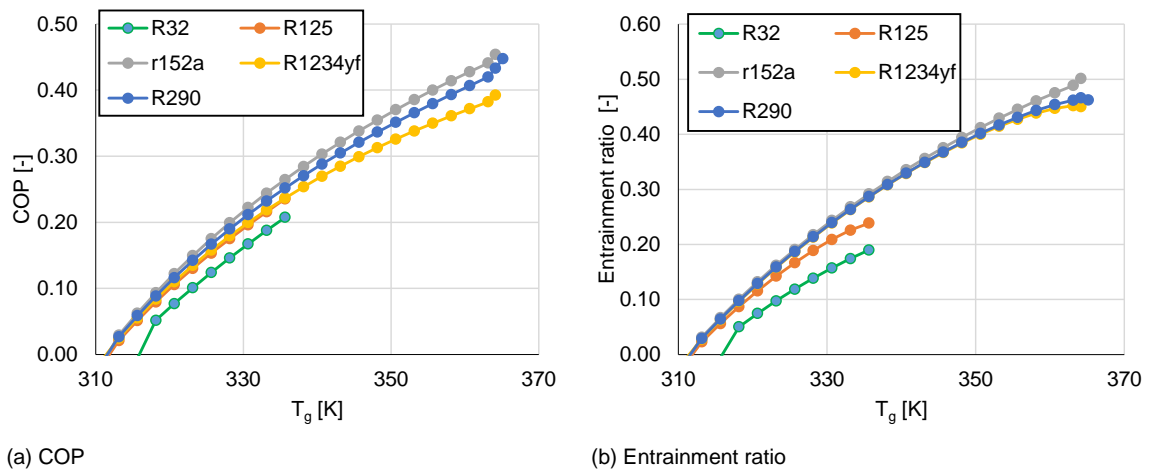 0.50
0.40
0.30
0.20
0.10
0.00
COP [-]
R32
R125
r152a
R1234yf
R290
310
330
350
370
T_g [K]
(a) COP
0.60
0.50
0.40
0.30
0.20
0.10
0.00
Entrainment ratio [-]
R32
R125
r152a
R1234yf
R290
310
330
350
370
T_g [K]
(b) Entrainment ratio